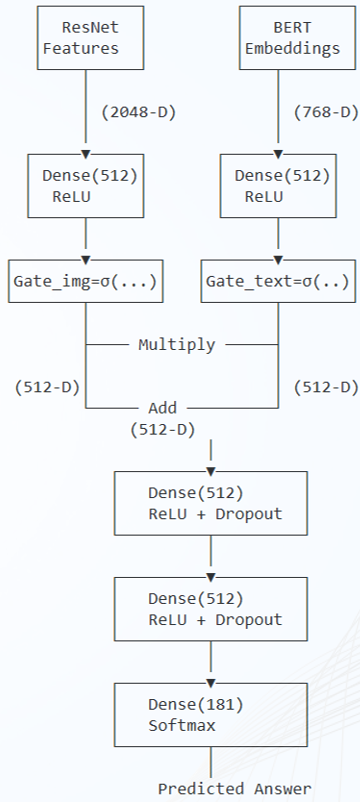 ResNet
Features
BERT
Embeddings
(2048-D)
(768-D)
Dense(512)
ReLU
Dense(512)
ReLU
Gate_img=σ(...)
Gate_text=σ(..)
Multiply
(512-D)
(512-D)
Add
(512-D)
Dense(512)
ReLU + Dropout
Dense(512)
ReLU + Dropout
Dense(181)
Softmax
Predicted Answer